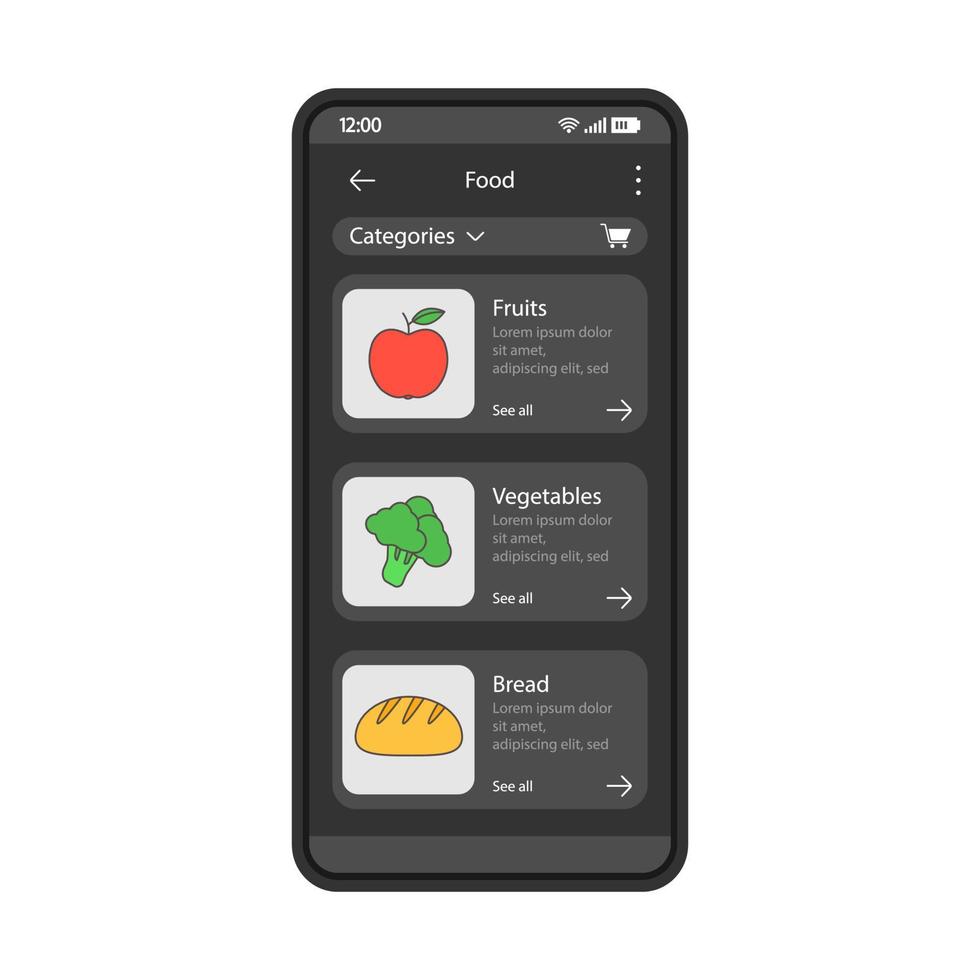 12:00
Food
Categories
Fruits
Lorem ipsum dolor
sit amet,
adipiscing elit, sed
See all
Vegetables
Lorem ipsum dolor
sit amet,
adipiscing elit, sed
See all
Bread
Lorem ipsum dolor
sit amet,
adipiscing elit, sed
See all